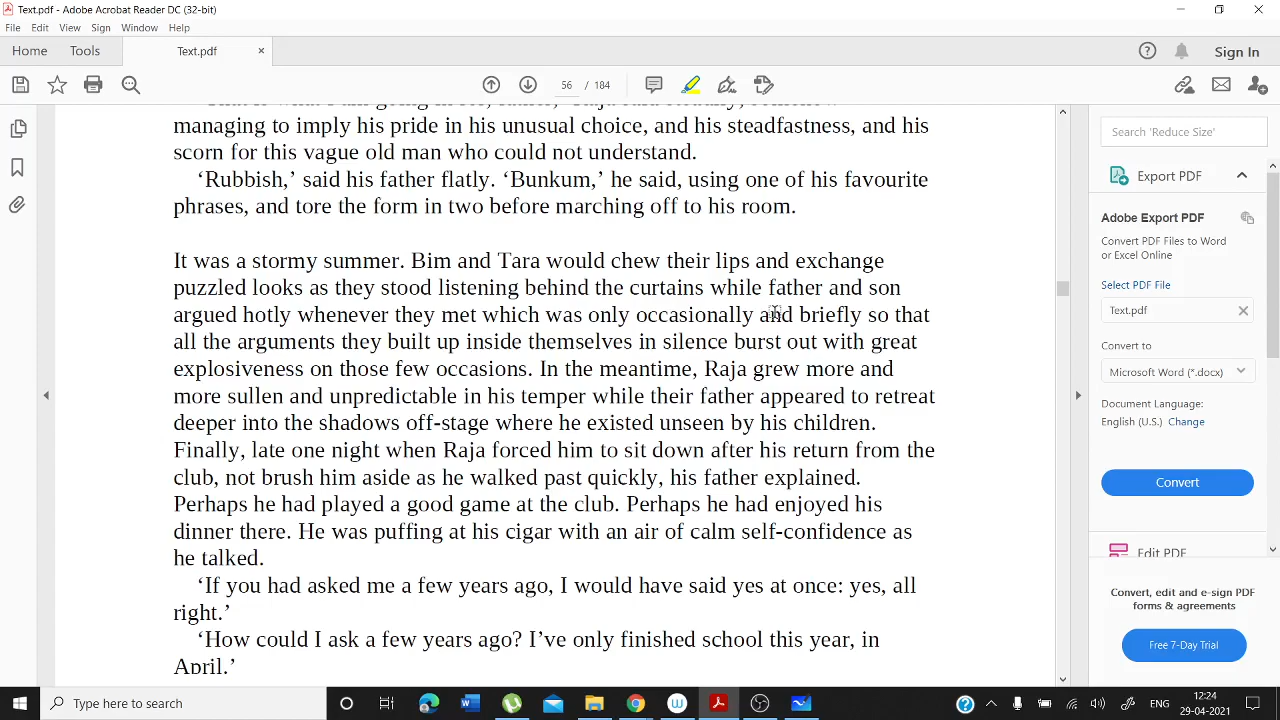 Text.pdf - Adobe Acrobat Reader DC (32-bit)
File Edit View Sign Window Help
Home Tools Text.pdf × Sign In
56 / 184
managing to imply his pride in his unusual choice, and his steadfastness, and his
scorn for this vague old man who could not understand.
‘Rubbish,’ said his father flatly. ‘Bunkum,’ he said, using one of his favourite
phrases, and tore the form in two before marching off to his room.
It was a stormy summer. Bim and Tara would chew their lips and exchange
puzzled looks as they stood listening behind the curtains while father and son
argued hotly whenever they met which was only occasionally and briefly so that
all the arguments they built up inside themselves in silence burst out with great
explosiveness on those few occasions. In the meantime, Raja grew more and
more sullen and unpredictable in his temper while their father appeared to retreat
deeper into the shadows off-stage where he existed unseen by his children.
Finally, late one night when Raja forced him to sit down after his return from the
club, not brush him aside as he walked past quickly, his father explained.
Perhaps he had played a good game at the club. Perhaps he had enjoyed his
dinner there. He was puffing at his cigar with an air of calm self-confidence as
he talked.
‘If you had asked me a few years ago, I would have said yes at once: yes, all
right.’
‘How could I ask a few years ago? I’ve only finished school this year, in
April.’
Search 'Reduce Size'
Export PDF
Adobe Export PDF
Convert PDF Files to Word
or Excel Online
Select PDF File
Text.pdf
Convert to
Microsoft Word (*.docx)
Document Language:
English (U.S.) Change
Convert
Edit PDF
Convert, edit and e-sign PDF
forms & agreements
Free 7-Day Trial
Type here to search
ENG
12:24
29-04-2021